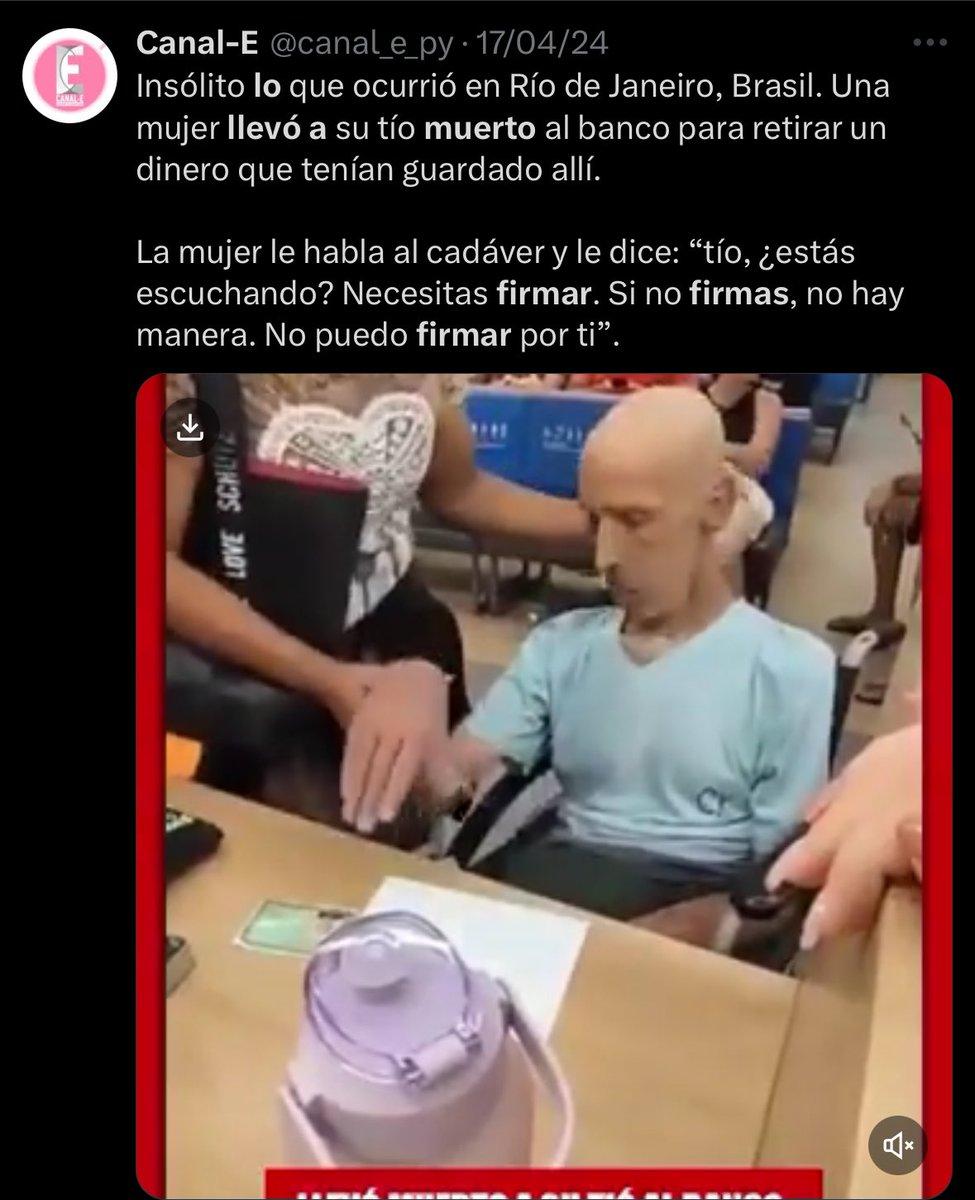 Canal-E @canal_e_py · 17/04/24
Insólito lo que ocurrió en Río de Janeiro, Brasil. Una
mujer llevó a su tío muerto al banco para retirar un
dinero que tenían guardado allí.
La mujer le habla al cadáver y le dice: “tío, ¿estás
escuchando? Necesitas firmar. Si no firmas, no hay
manera. No puedo firmar por ti”.
LOVE